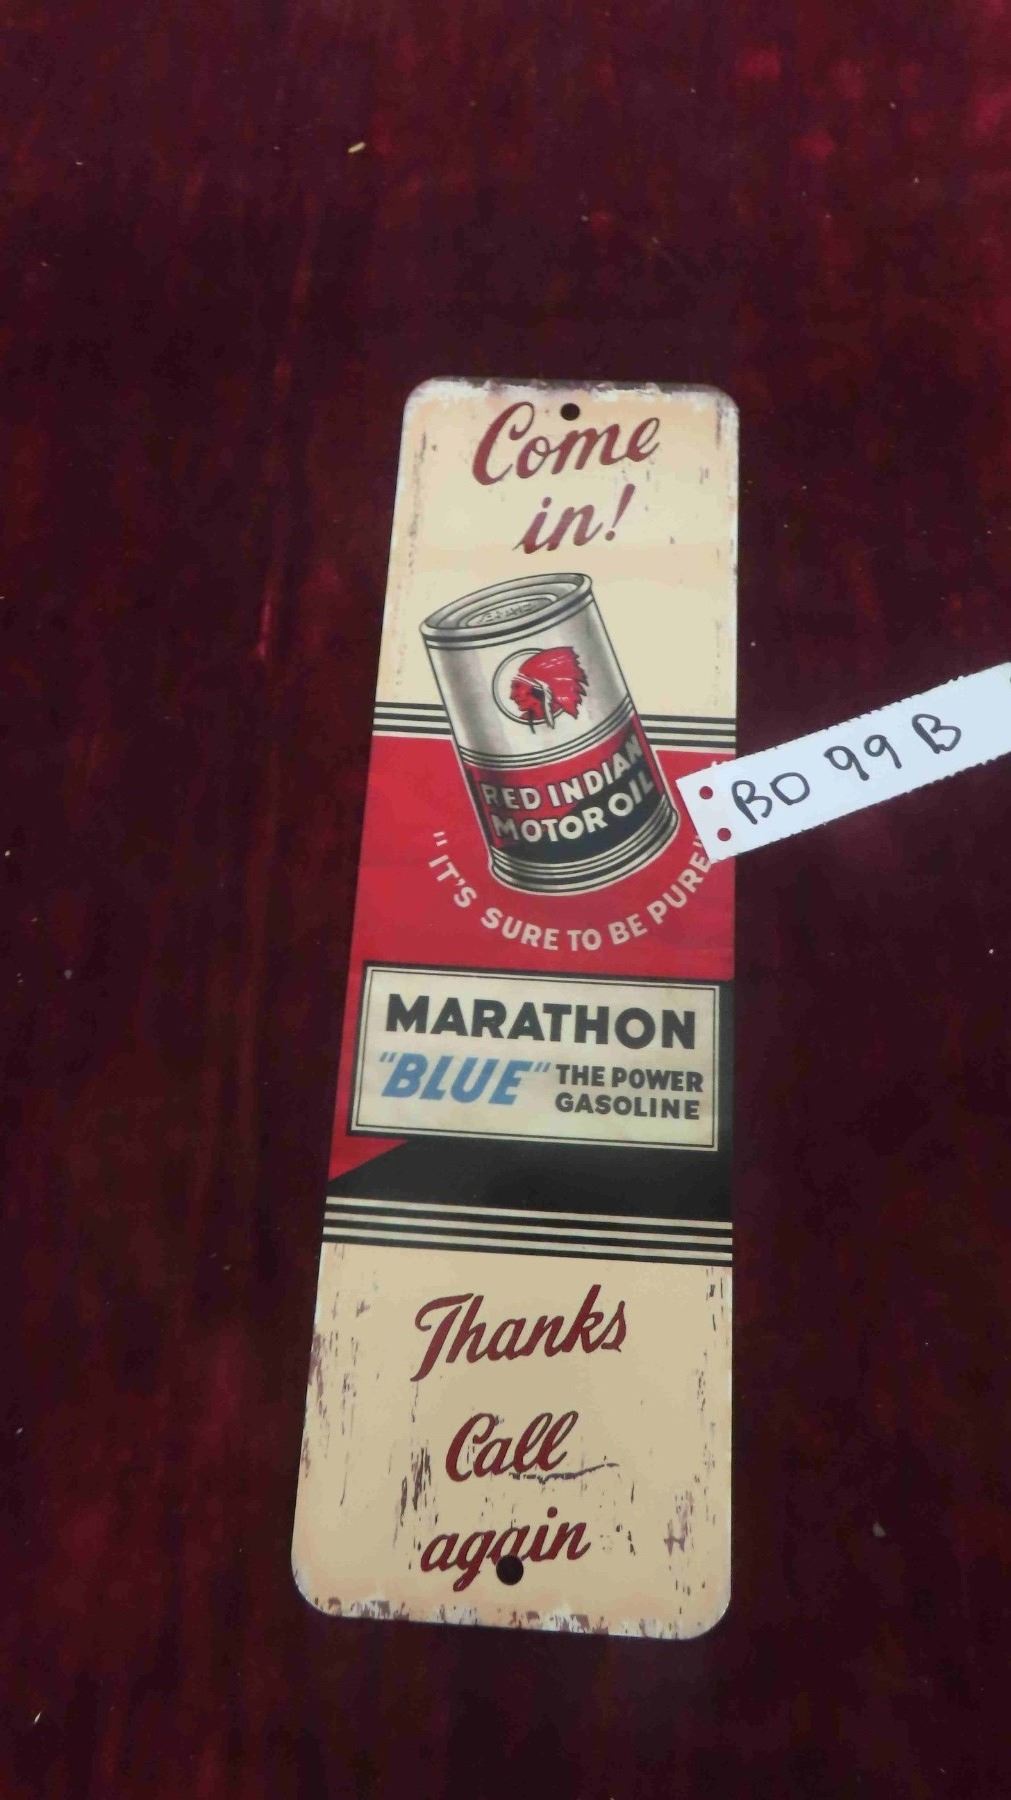 Come
in!
RED INDIAN
MOTOR OIL
BD 99 B
"IT'S SURE TO BE PURE"
MARATHON
"BLUE" THE POWER
GASOLINE
Thanks
Call
again